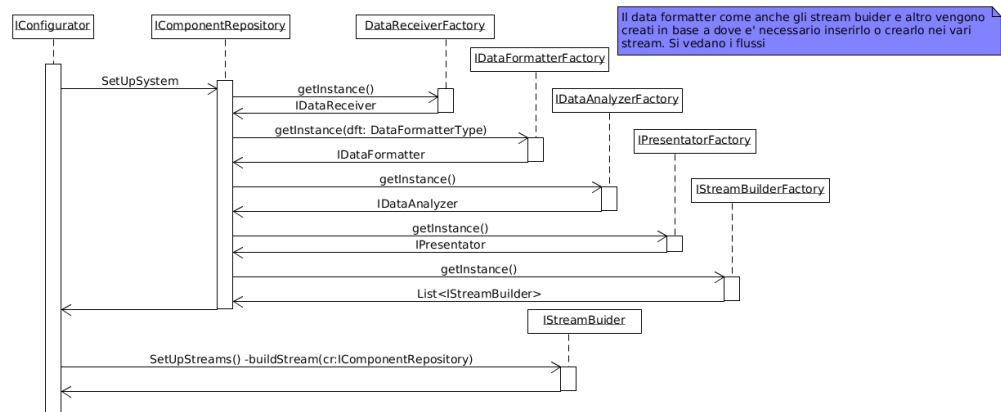 IConfigurator
IComponentRepository
DataReceiverFactory
Il data formatter come anche gli stream buider e altro vengono
creati in base a dove e' necessario inserirlo o crearlo nei vari
stream. Si vedano i flussi
IDataFormatterFactory
SetUpSystem
getInstance()
IDataReceiver
IDataAnalyzerFactory
getInstance(dft: DataFormatterType)
IDataFormatter
IPresentatorFactory
getInstance()
IDataAnalyzer
IStreamBuilderFactory
getInstance()
IPresentator
getInstance()
List<IStreamBuilder>
IStreamBuider
SetUpStreams() -buildStream(cr:IComponentRepository)